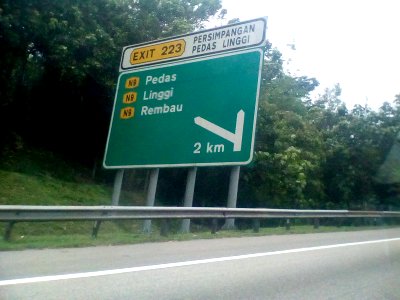 EXIT 223
PERSIMPANGAN
PEDAS LINGGI
N9 Pedas
N9 Linggi
N9 Rembau
2 km